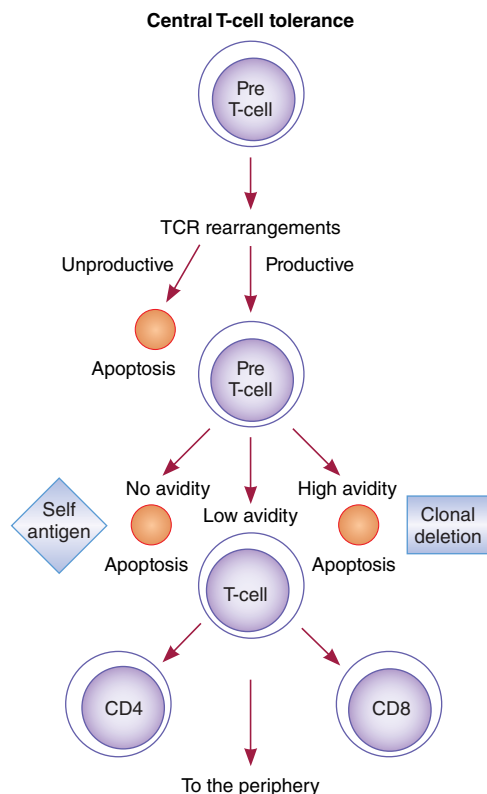 Central T-cell tolerance
Pre
T-cell
TCR rearrangements
Unproductive
Productive
Apoptosis
Pre
T-cell
Self
antigen
No avidity
Low avidity
High avidity
Clonal
deletion
Apoptosis
Apoptosis
T-cell
CD4
CD8
To the periphery